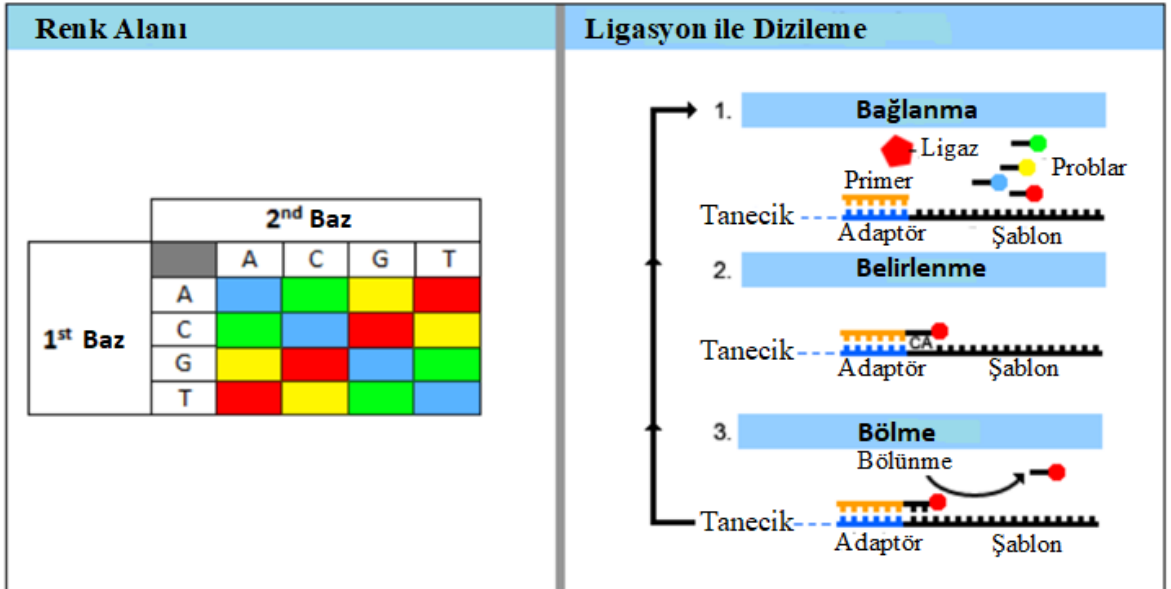 Renk Alanı
2nd Baz
A C G T
A
1st Baz
C
G
T
Ligasyon ile Dizileme
1. Bağlanma
Ligaz
Problar
Primer
Tanecik
Adaptör
Şablon
2. Belirlenme
CA
Tanecik
Adaptör
Şablon
3. Bölme
Bölünme
Tanecik
Adaptör
Şablon